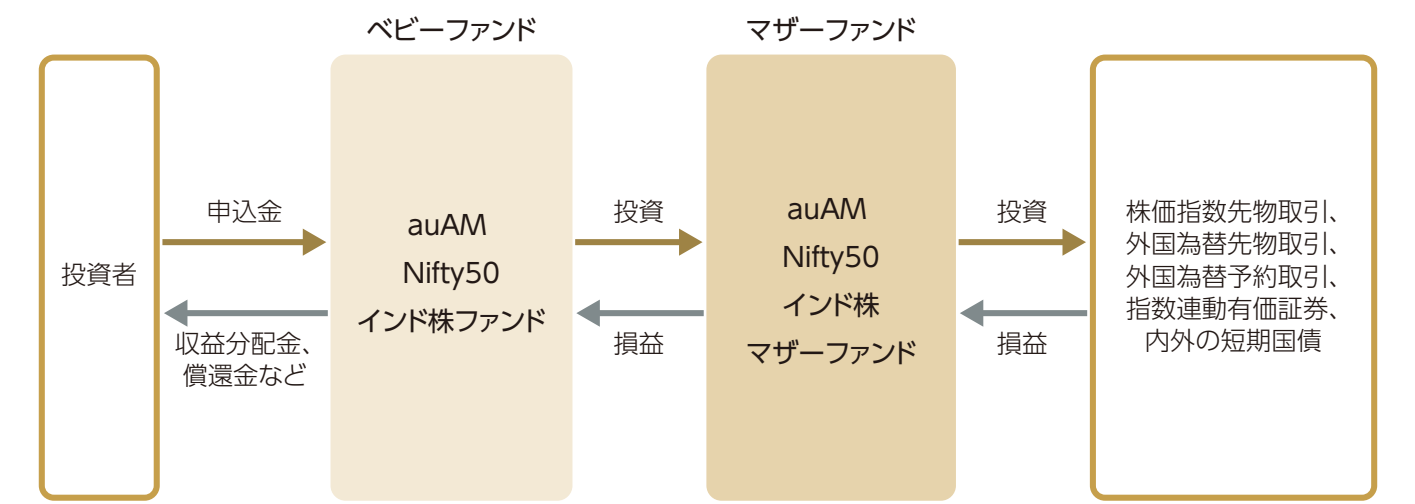 ベビーファンド
マザーファンド
投資者
申込金
収益分配金、
償還金など
auAM
Nifty50
インド株ファンド
投資
損益
auAM
Nifty50
インド株
マザーファンド
投資
損益
株価指数先物取引、
外国為替先物取引、
外国為替予約取引、
指数連動有価証券、
内外の短期国債